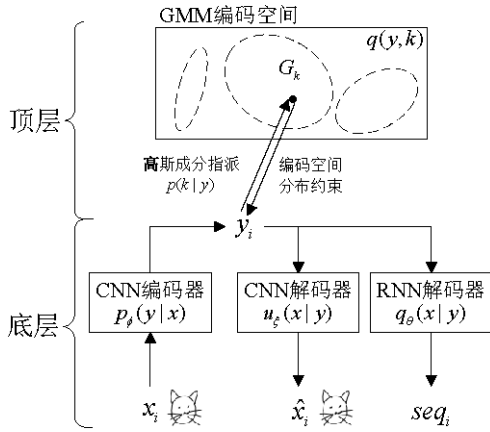 GMM编码空间
q(y,k)
G_k
顶层
高斯成分指派
p(k|y)
编码空间
分布约束
y_i
底层
CNN编码器
p_ϕ(y|x)
CNN解码器
u_ξ(x|y)
RNN解码器
q_θ(x|y)
x_i
x̂_i
seq_i